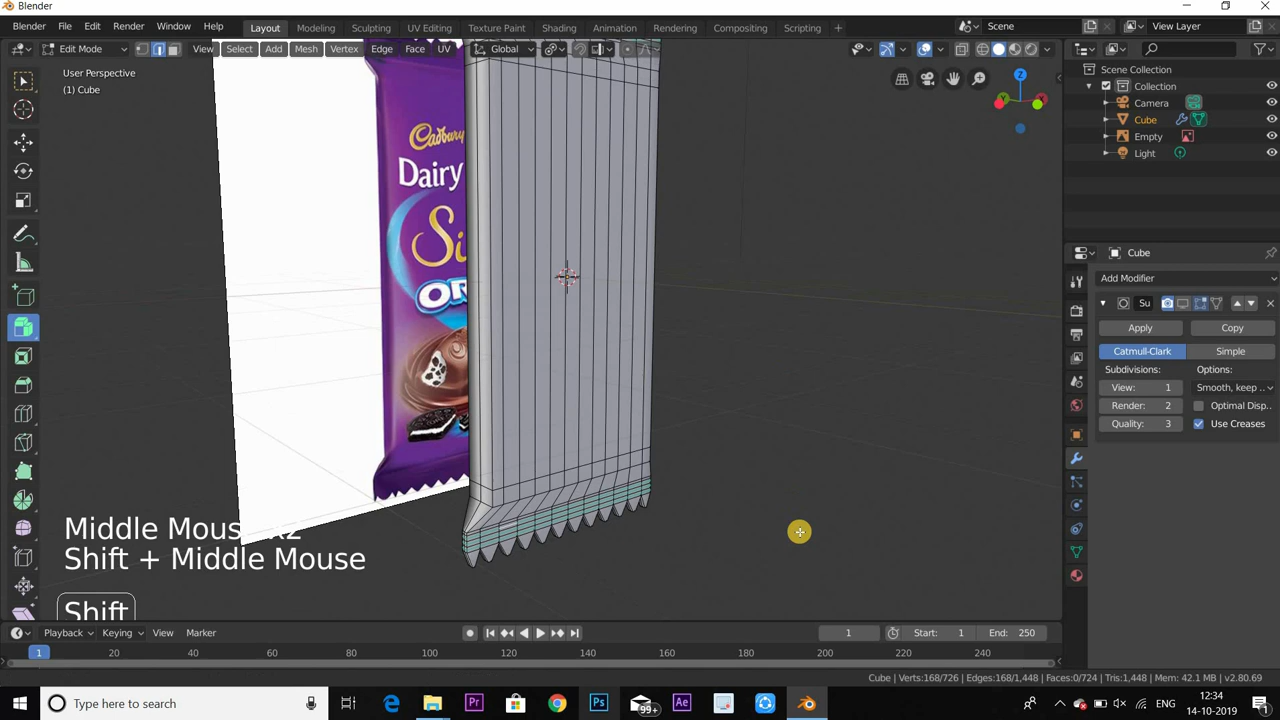 Blender
File Edit Render Window Help Layout Modeling Sculpting UV Editing Texture Paint Shading Animation Rendering Compositing Scripting + Scene View Layer
Edit Mode View Select Add Mesh Vertex Edge Face UV Global
User Perspective
(1) Cube
Cadbury
Dairy
Si
OR
Z
Y
X
Middle Mouse x2
Shift + Middle Mouse
Shift
Scene Collection
Collection
Camera
Cube
Empty
Light
Cube
Add Modifier
Su
Apply Copy
Catmull-Clark Simple
Subdivisions: Options:
View: 1 Smooth, keep ..
Render: 2 Optimal Disp..
Quality: 3 Use Creases
Playback Keying View Marker 1 Start: 1 End: 250
1 20 40 60 80 100 120 140 160 180 200 220 240
Cube | Verts:168/726 | Edges:168/1,448 | Faces:0/724 | Tris:1,448 | Mem: 42.1 MB | v2.80.69
Type here to search
Pr
99+
Ae
ENG
12:34
14-10-2019